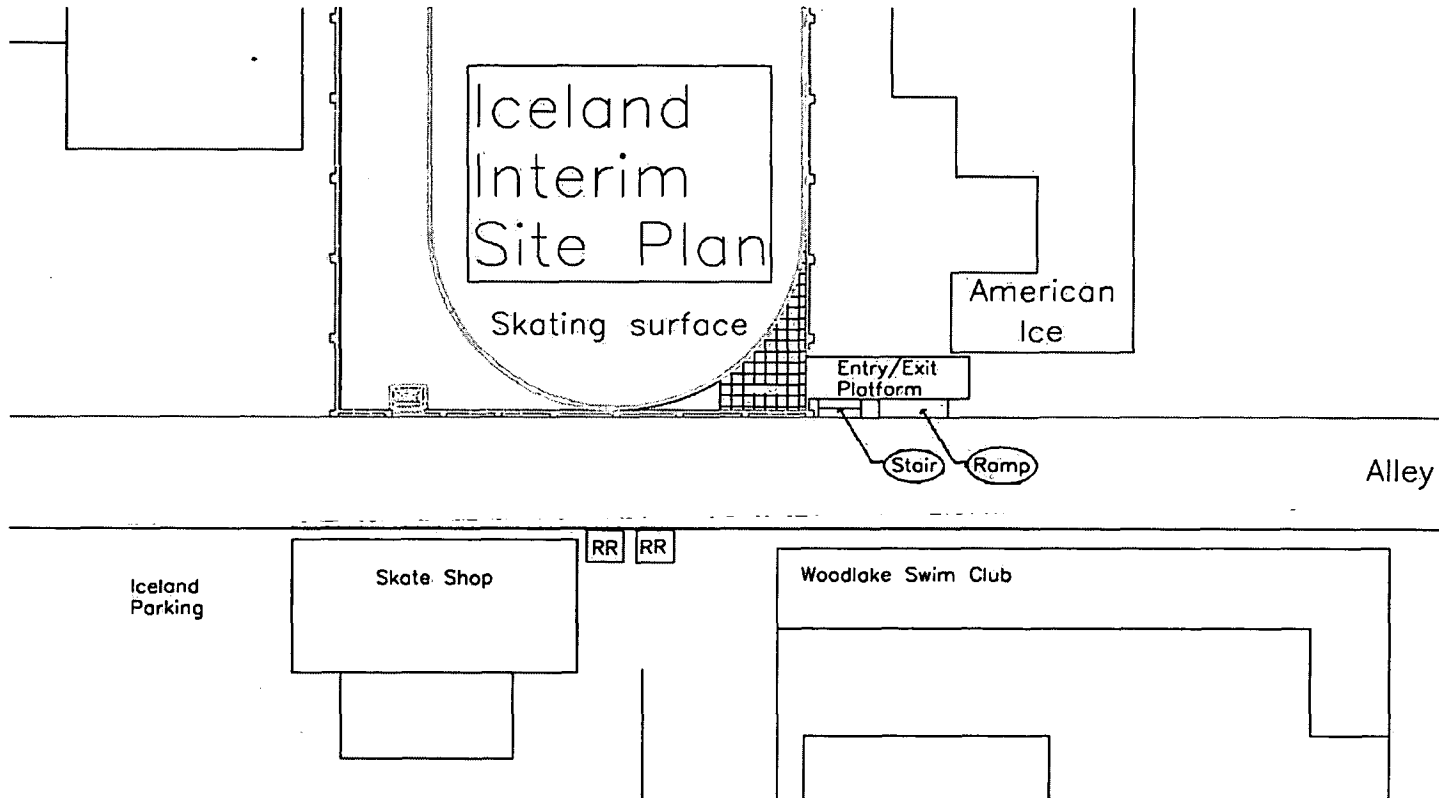 Iceland
Interim
Site Plan
Skating surface
American
Ice
Entry/Exit
Platform
Stair
Ramp
Alley
RR
RR
Skate Shop
Iceland
Parking
Woodlake Swim Club